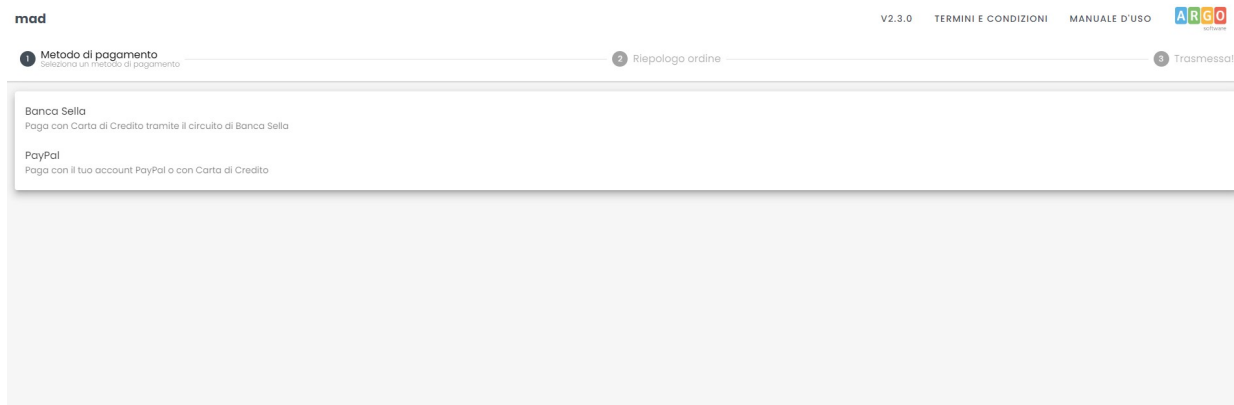 mad
V2.3.0 TERMINI E CONDIZIONI MANUALE D'USO ARGO
software
1 Metodo di pagamento 2 Riepologo ordine 3 Trasmessa!
Seleziona un metodo di pagamento
Banca Sella
Paga con Carta di Credito tramite il circuito di Banca Sella
PayPal
Paga con il tuo account PayPal o con Carta di Credito